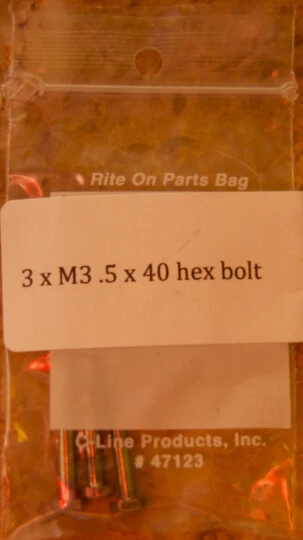 Rite On Parts Bag
3 x M3 .5 x 40 hex bolt
C-Line Products, Inc.
# 47123